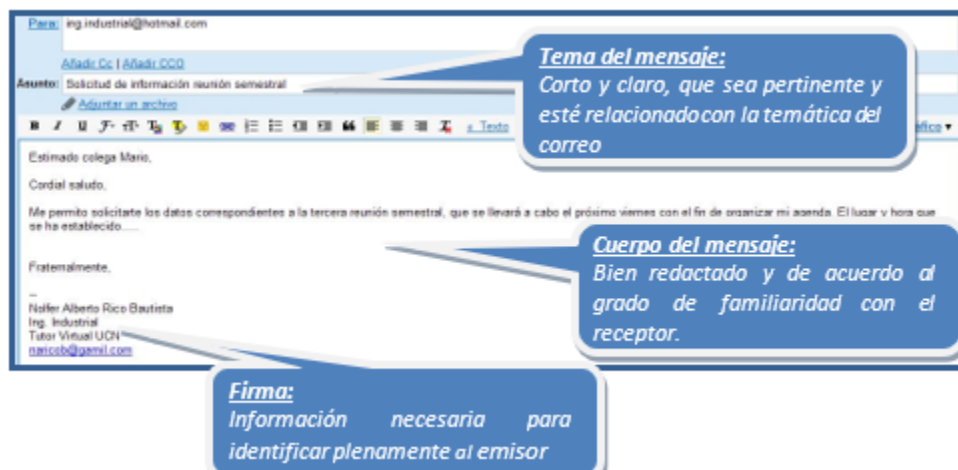 Para: ing.industrial@hotmail.com
Añadir Cc | Añadir CCO
Asunto: Solicitud de información reunión semestral
Adjuntar un archivo
Texto
Estimado colega Mario,
Cordial saludo,
Me permito solicitarte los datos correspondientes a la tercera reunión semestral, que se llevará a cabo el próximo viernes con el fin de organizar mi agenda. El lugar y hora que
se ha establecido.....
Fraternalmente,
--
Nolfer Alberto Rico Bautista
Ing. Industrial
Tutor Virtual UCN
naricob@gamil.com
Tema del mensaje:
Corto y claro, que sea pertinente y
esté relacionado con la temática del
correo
Cuerpo del mensaje:
Bien redactado y de acuerdo al
grado de familiaridad con el
receptor.
Firma:
Información necesaria para
identificar plenamente al emisor